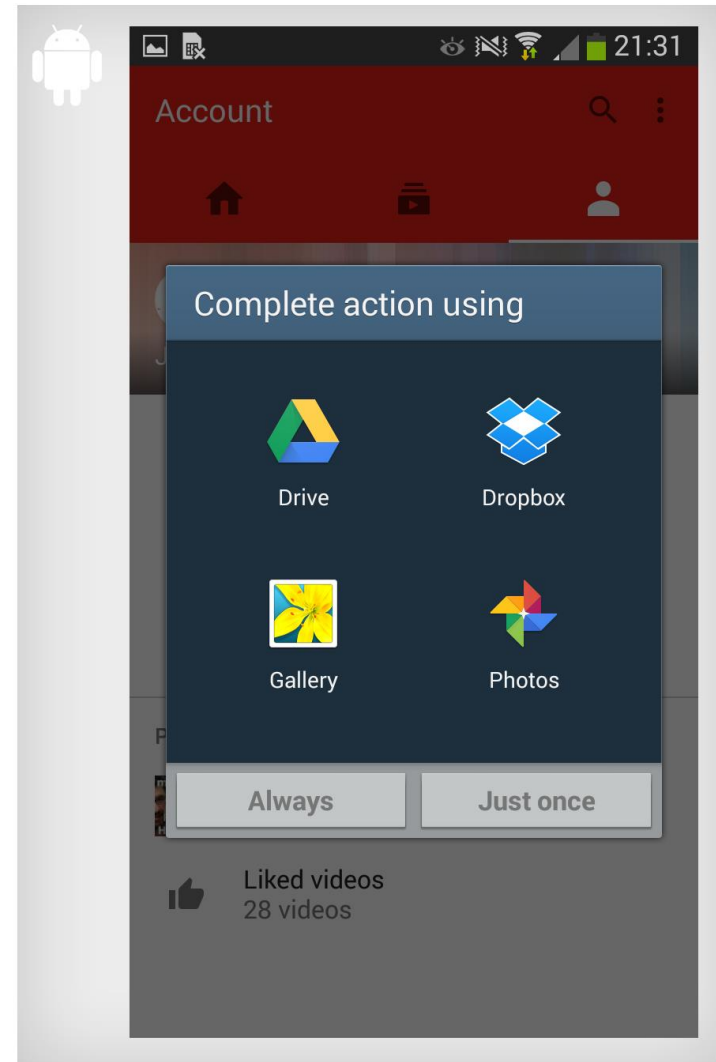 21:31
Account
Complete action using
J
Drive
Dropbox
Gallery
Photos
P
Always
Just once
Liked videos
28 videos